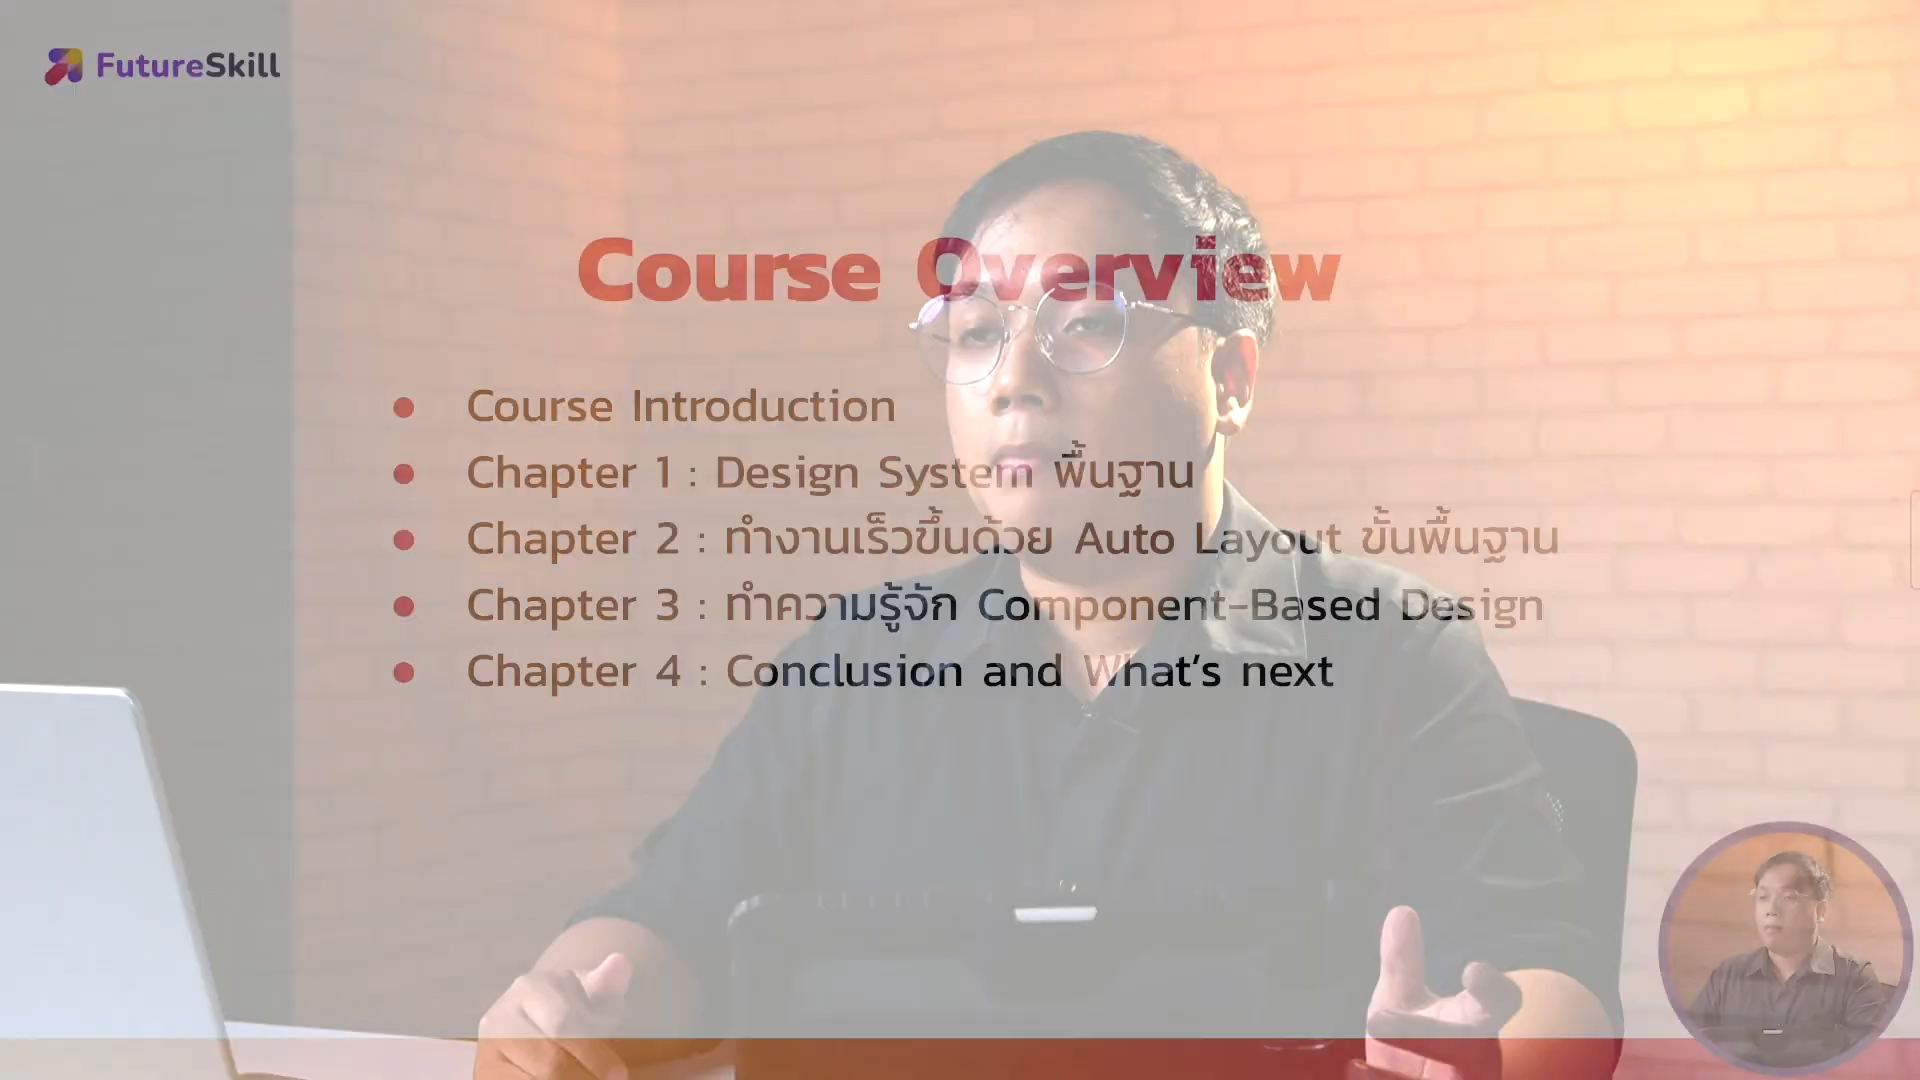 FutureSkill
Course Overview
Course Introduction
Chapter 1 : Design System พื้นฐาน
Chapter 2 : ทำงานเร็วขึ้นด้วย Auto Layout ขั้นพื้นฐาน
Chapter 3 : ทำความรู้จัก Component-Based Design
Chapter 4 : Conclusion and What's next